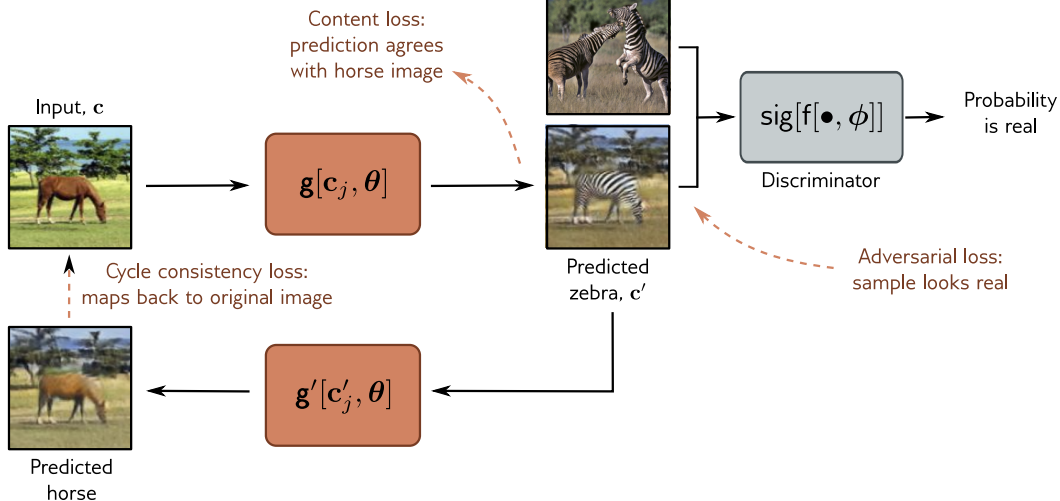 Content loss:
prediction agrees
with horse image
Input, c
g[c_j, θ]
sig[f[•, ϕ]]
Discriminator
Probability
is real
Cycle consistency loss:
maps back to original image
Predicted
zebra, c′
Adversarial loss:
sample looks real
g′[c′_j, θ]
Predicted
horse